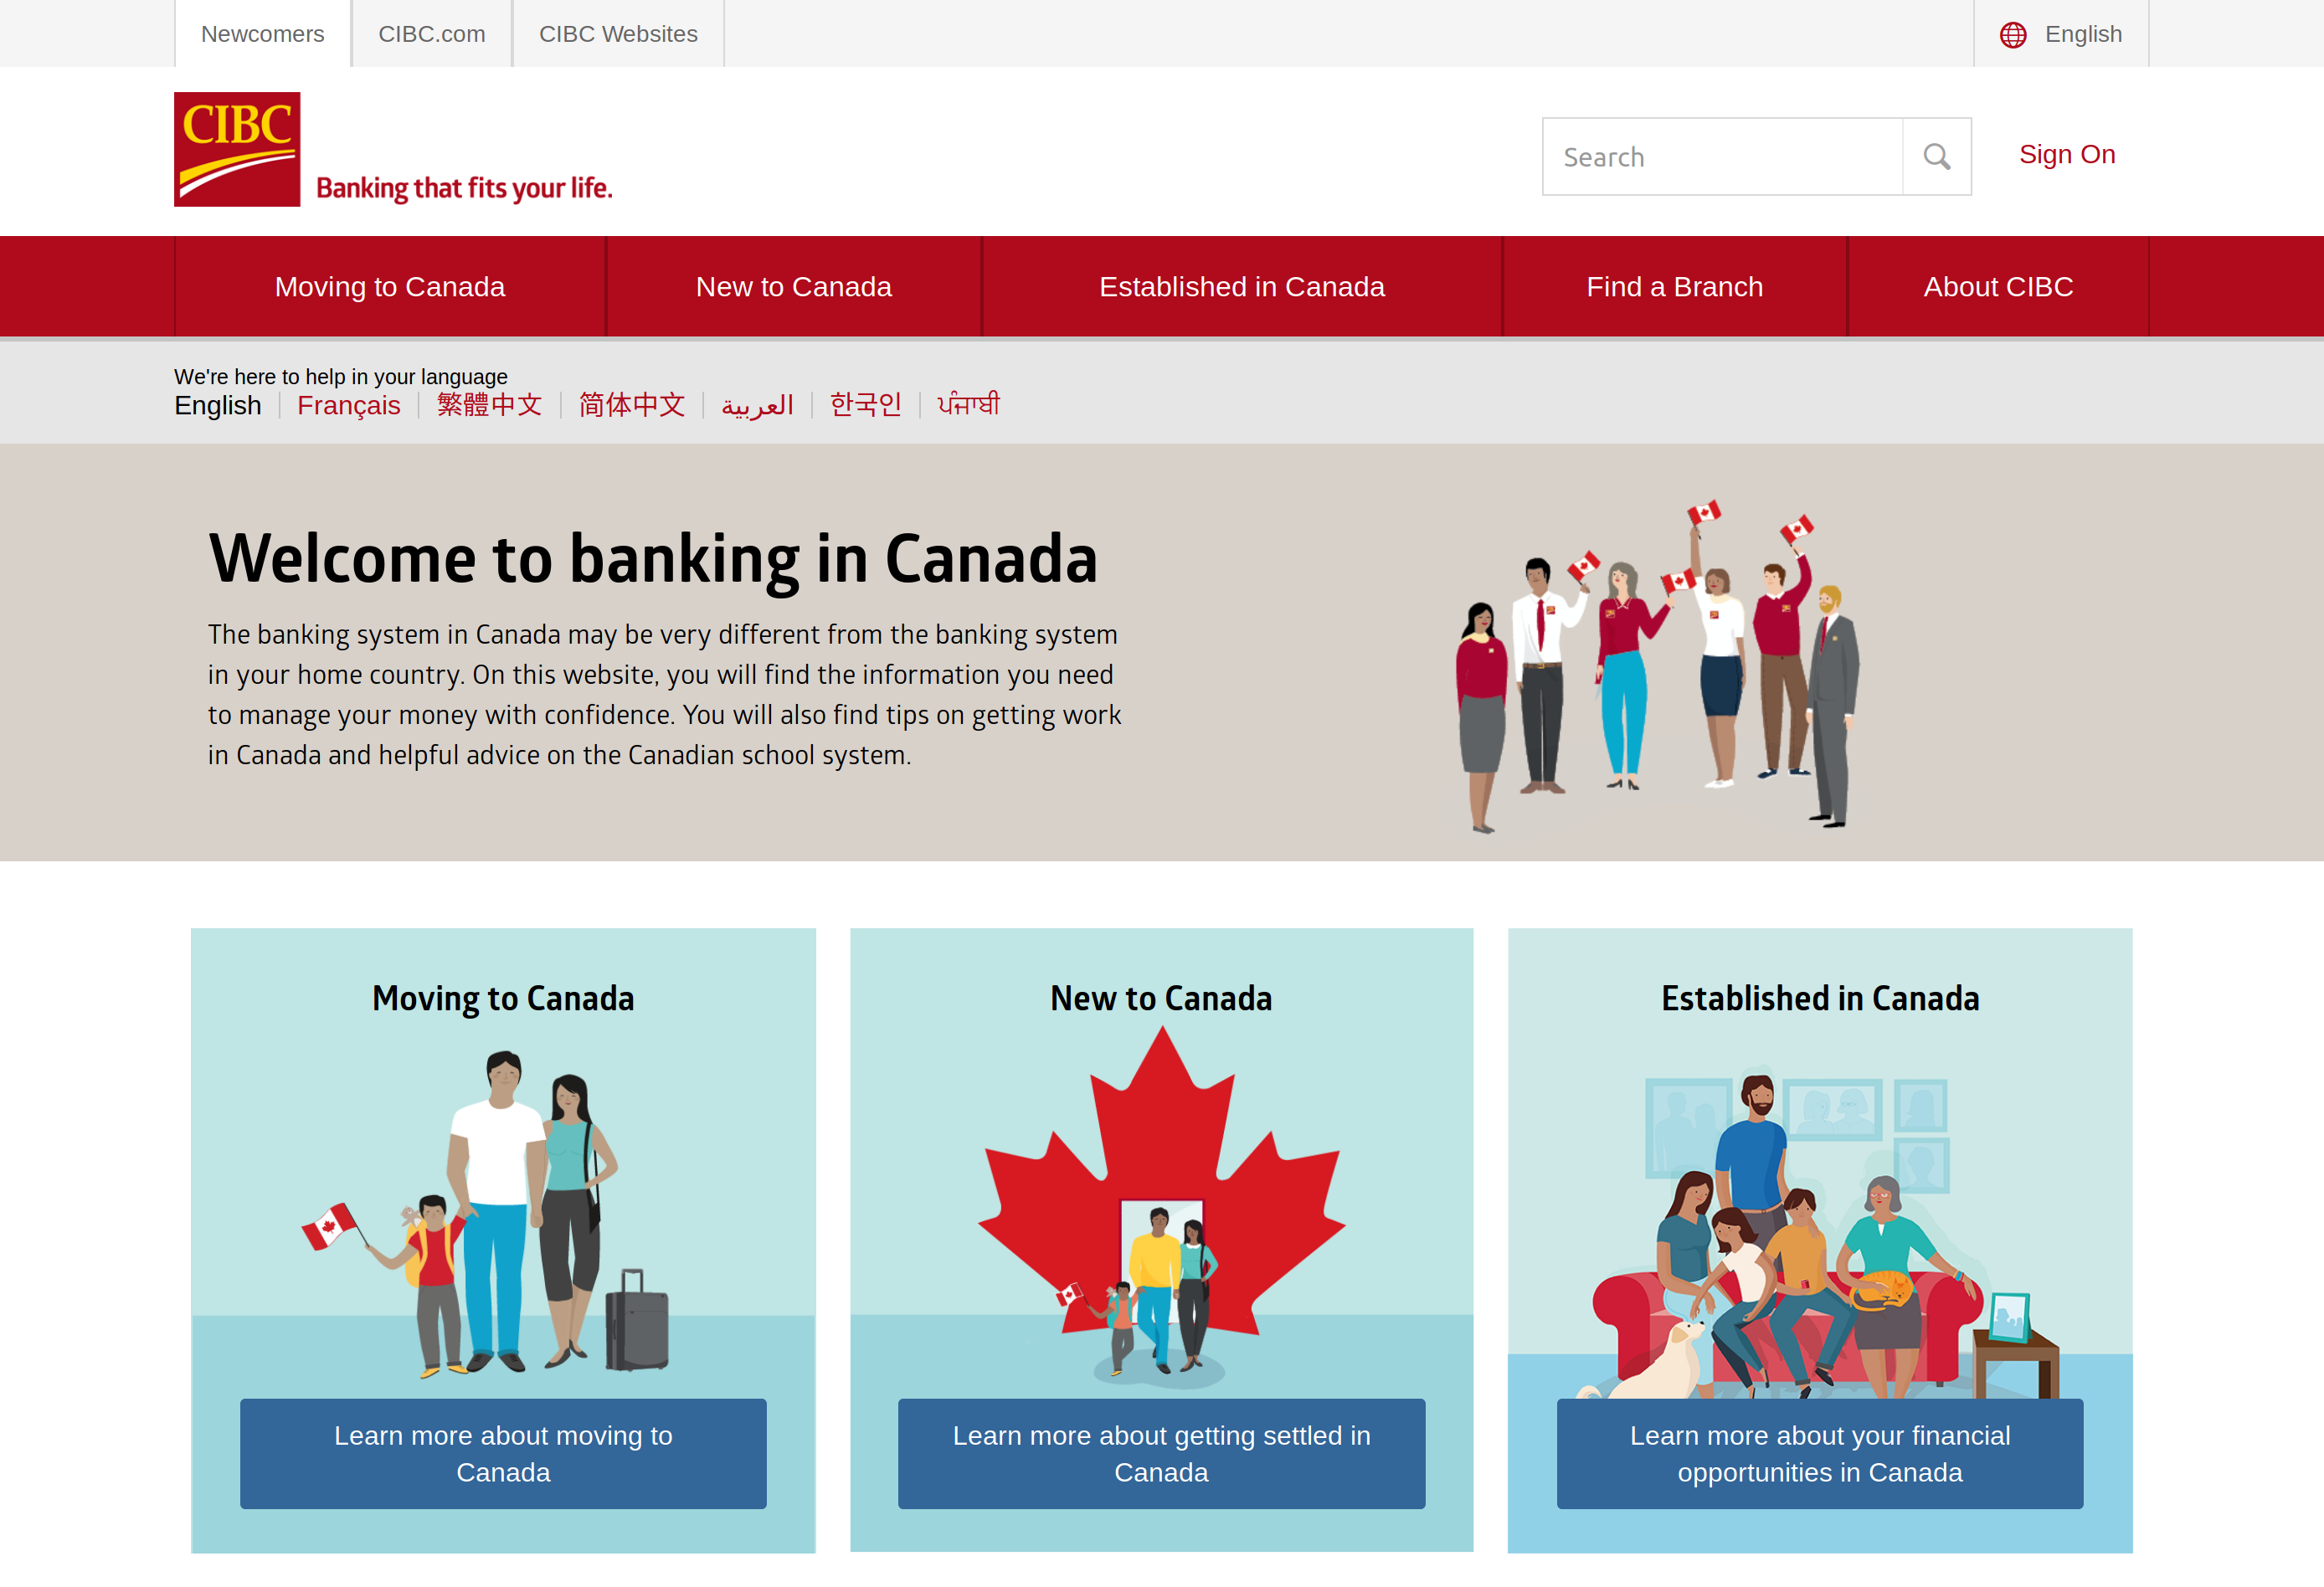 Newcomers
CIBC.com
CIBC Websites
English
CIBC
Banking that fits your life.
Search
Sign On
Moving to Canada
New to Canada
Established in Canada
Find a Branch
About CIBC
We're here to help in your language
English
Français
繁體中文
简体中文
العربية
한국인
ਪੰਜਾਬੀ
Welcome to banking in Canada
The banking system in Canada may be very different from the banking system
in your home country. On this website, you will find the information you need
to manage your money with confidence. You will also find tips on getting work
in Canada and helpful advice on the Canadian school system.
Moving to Canada
Learn more about moving to
Canada
New to Canada
Learn more about getting settled in
Canada
Established in Canada
Learn more about your financial
opportunities in Canada